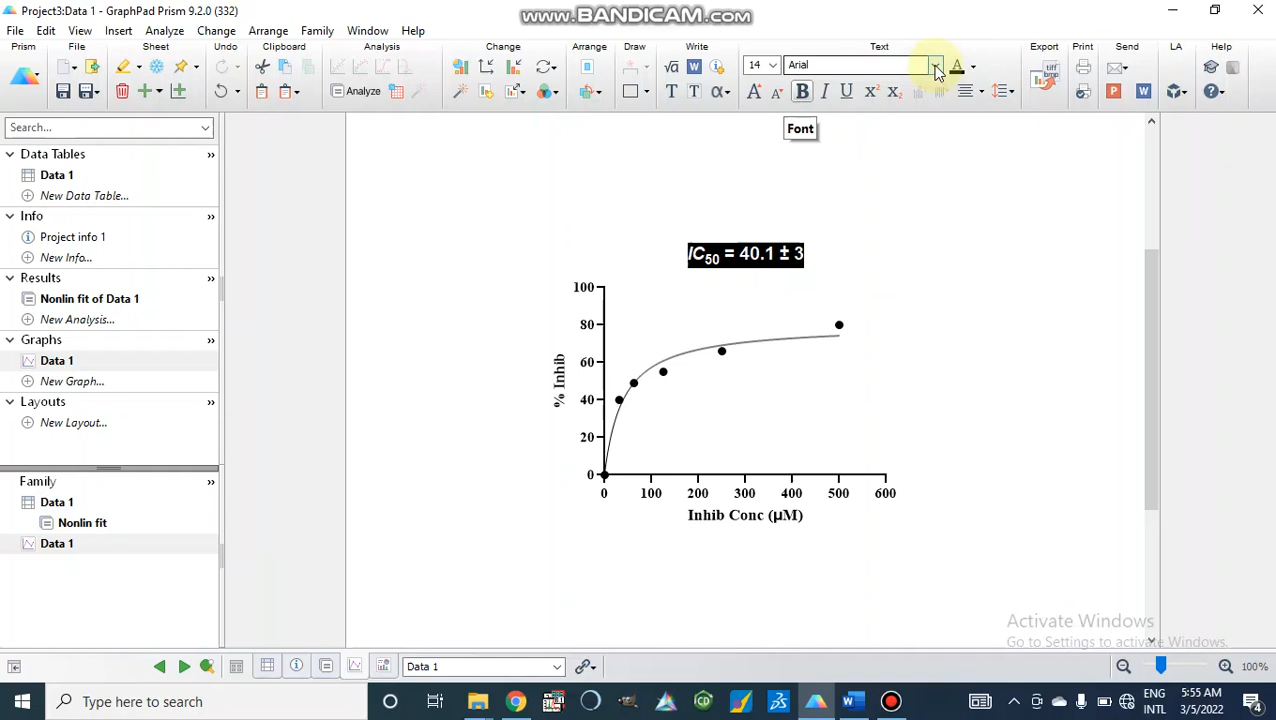 Project3:Data 1 - GraphPad Prism 9.2.0 (332)
www.BANDICAM.com
File Edit View Insert Analyze Change Arrange Family Window Help
Prism File Sheet Undo Clipboard Analysis Change Arrange Draw Write Text Export Print Send LA Help
14 Arial
Analyze
Font
Search...
Data Tables
Data 1
New Data Table...
Info
Project info 1
New Info...
Results
Nonlin fit of Data 1
New Analysis...
Graphs
Data 1
New Graph...
Layouts
New Layout...
Family
Data 1
Nonlin fit
Data 1
IC50 = 40.1 ± 3
100
80
60
40
20
0
% Inhib
0 100 200 300 400 500 600
Inhib Conc (µM)
Activate Windows
Go to Settings to activate Windows.
Data 1
100%
Type here to search
ENG
INTL
5:55 AM
3/5/2022
4